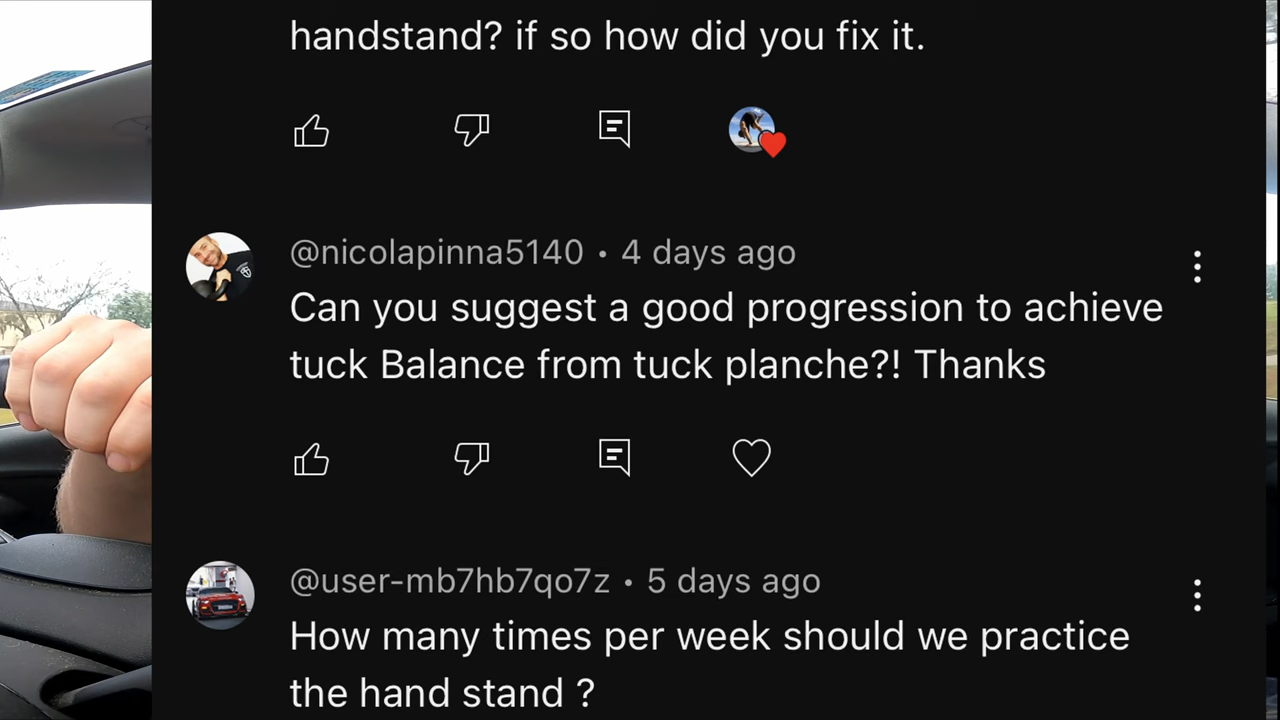 handstand? if so how did you fix it.
@nicolapinna5140 • 4 days ago
Can you suggest a good progression to achieve
tuck Balance from tuck planche?! Thanks
@user-mb7hb7qo7z • 5 days ago
How many times per week should we practice
the hand stand ?